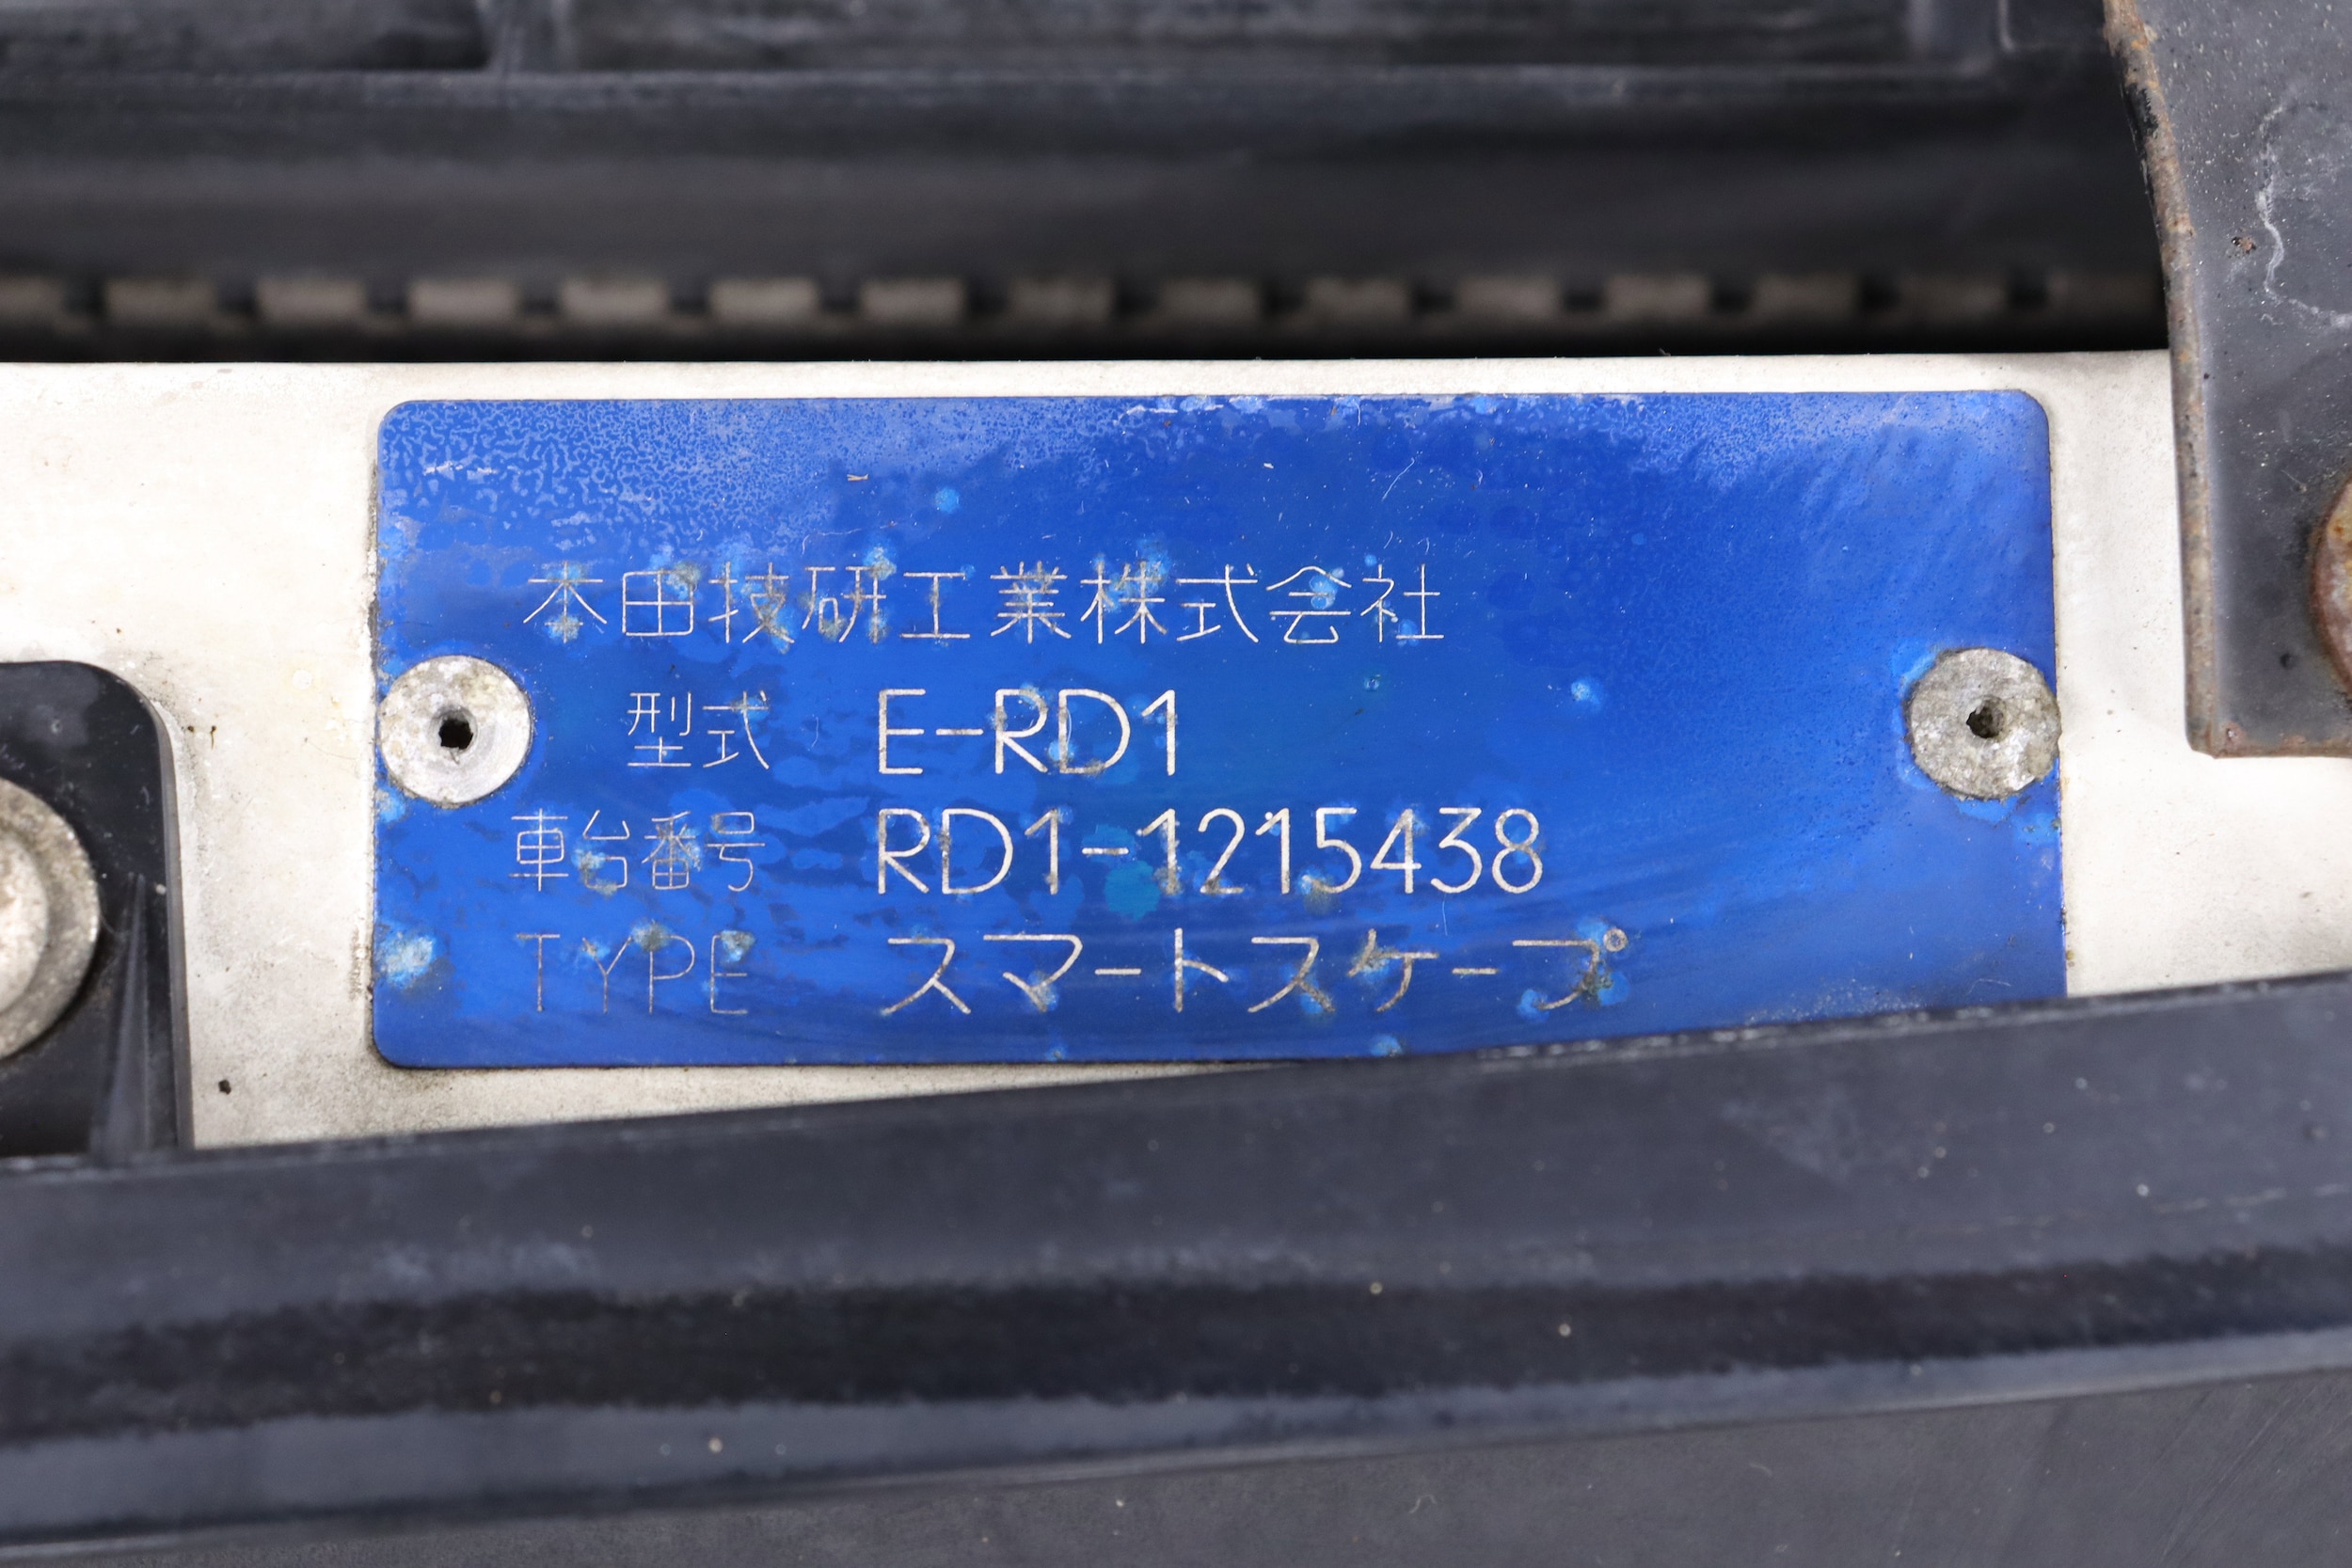 本田技研工業株式会社
型式 E-RD1
車台番号 RD1-1215438
TYPE スマートスケープ